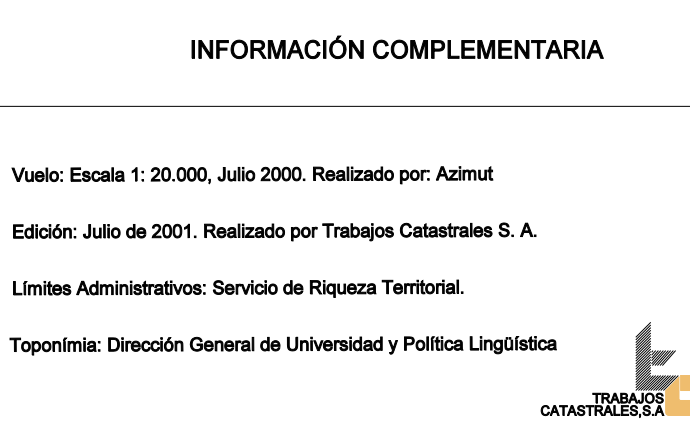 INFORMACIÓN COMPLEMENTARIA
Vuelo: Escala 1: 20.000, Julio 2000. Realizado por: Azimut
Edición: Julio de 2001. Realizado por Trabajos Catastrales S. A.
Límites Administrativos: Servicio de Riqueza Territorial.
Toponímia: Dirección General de Universidad y Política Lingüística
TRABAJOS
CATASTRALES,S.A